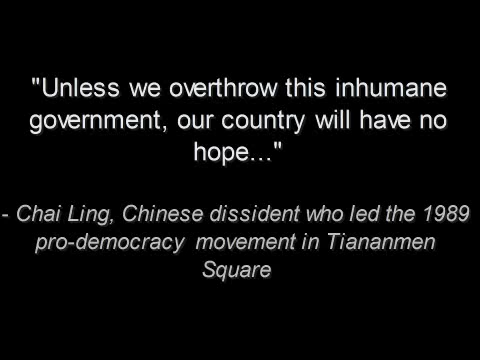 "Unless we overthrow this inhumane
government, our country will have no
hope..."
- Chai Ling, Chinese dissident who led the 1989
pro-democracy  movement in Tiananmen
Square